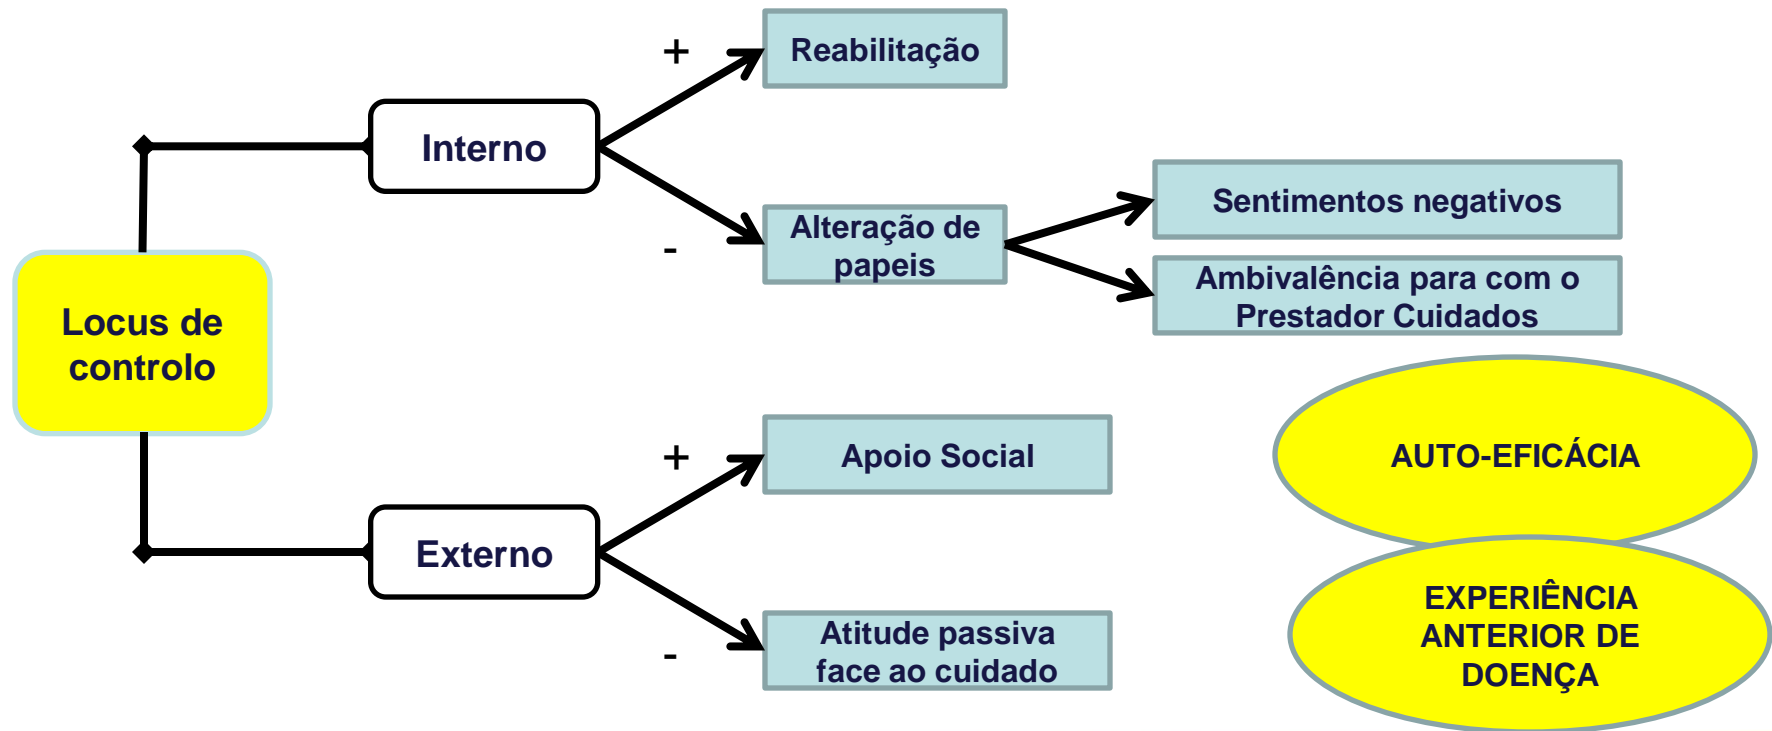 +
Reabilitação
Interno
-
Alteração de
papeis
Sentimentos negativos
Ambivalência para com o
Prestador Cuidados
Locus de
controlo
+
Apoio Social
Externo
-
Atitude passiva
face ao cuidado
AUTO-EFICÁCIA
EXPERIÊNCIA
ANTERIOR DE
DOENÇA